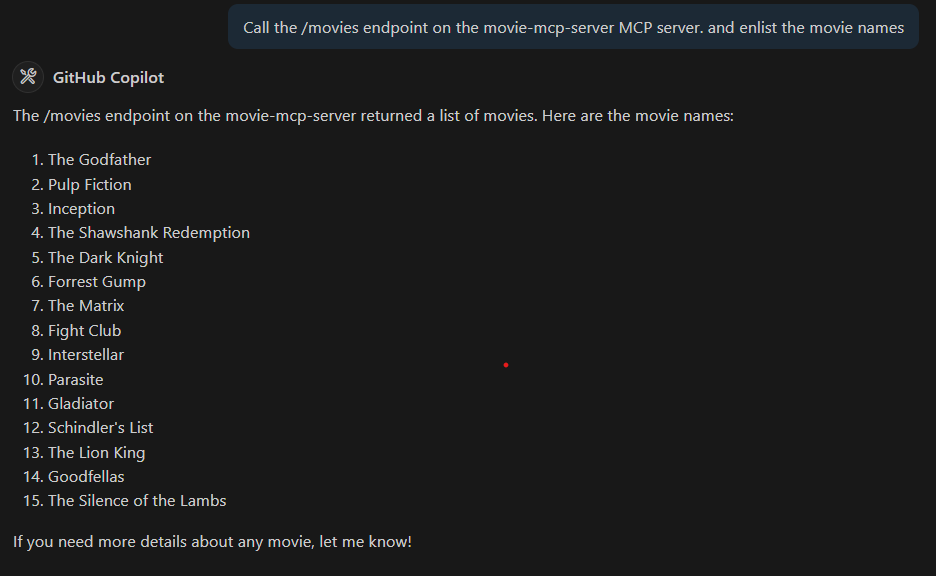 Call the /movies endpoint on the movie-mcp-server MCP server. and enlist the movie names
GitHub Copilot
The /movies endpoint on the movie-mcp-server returned a list of movies. Here are the movie names:
1. The Godfather
2. Pulp Fiction
3. Inception
4. The Shawshank Redemption
5. The Dark Knight
6. Forrest Gump
7. The Matrix
8. Fight Club
9. Interstellar
10. Parasite
11. Gladiator
12. Schindler's List
13. The Lion King
14. Goodfellas
15. The Silence of the Lambs
If you need more details about any movie, let me know!